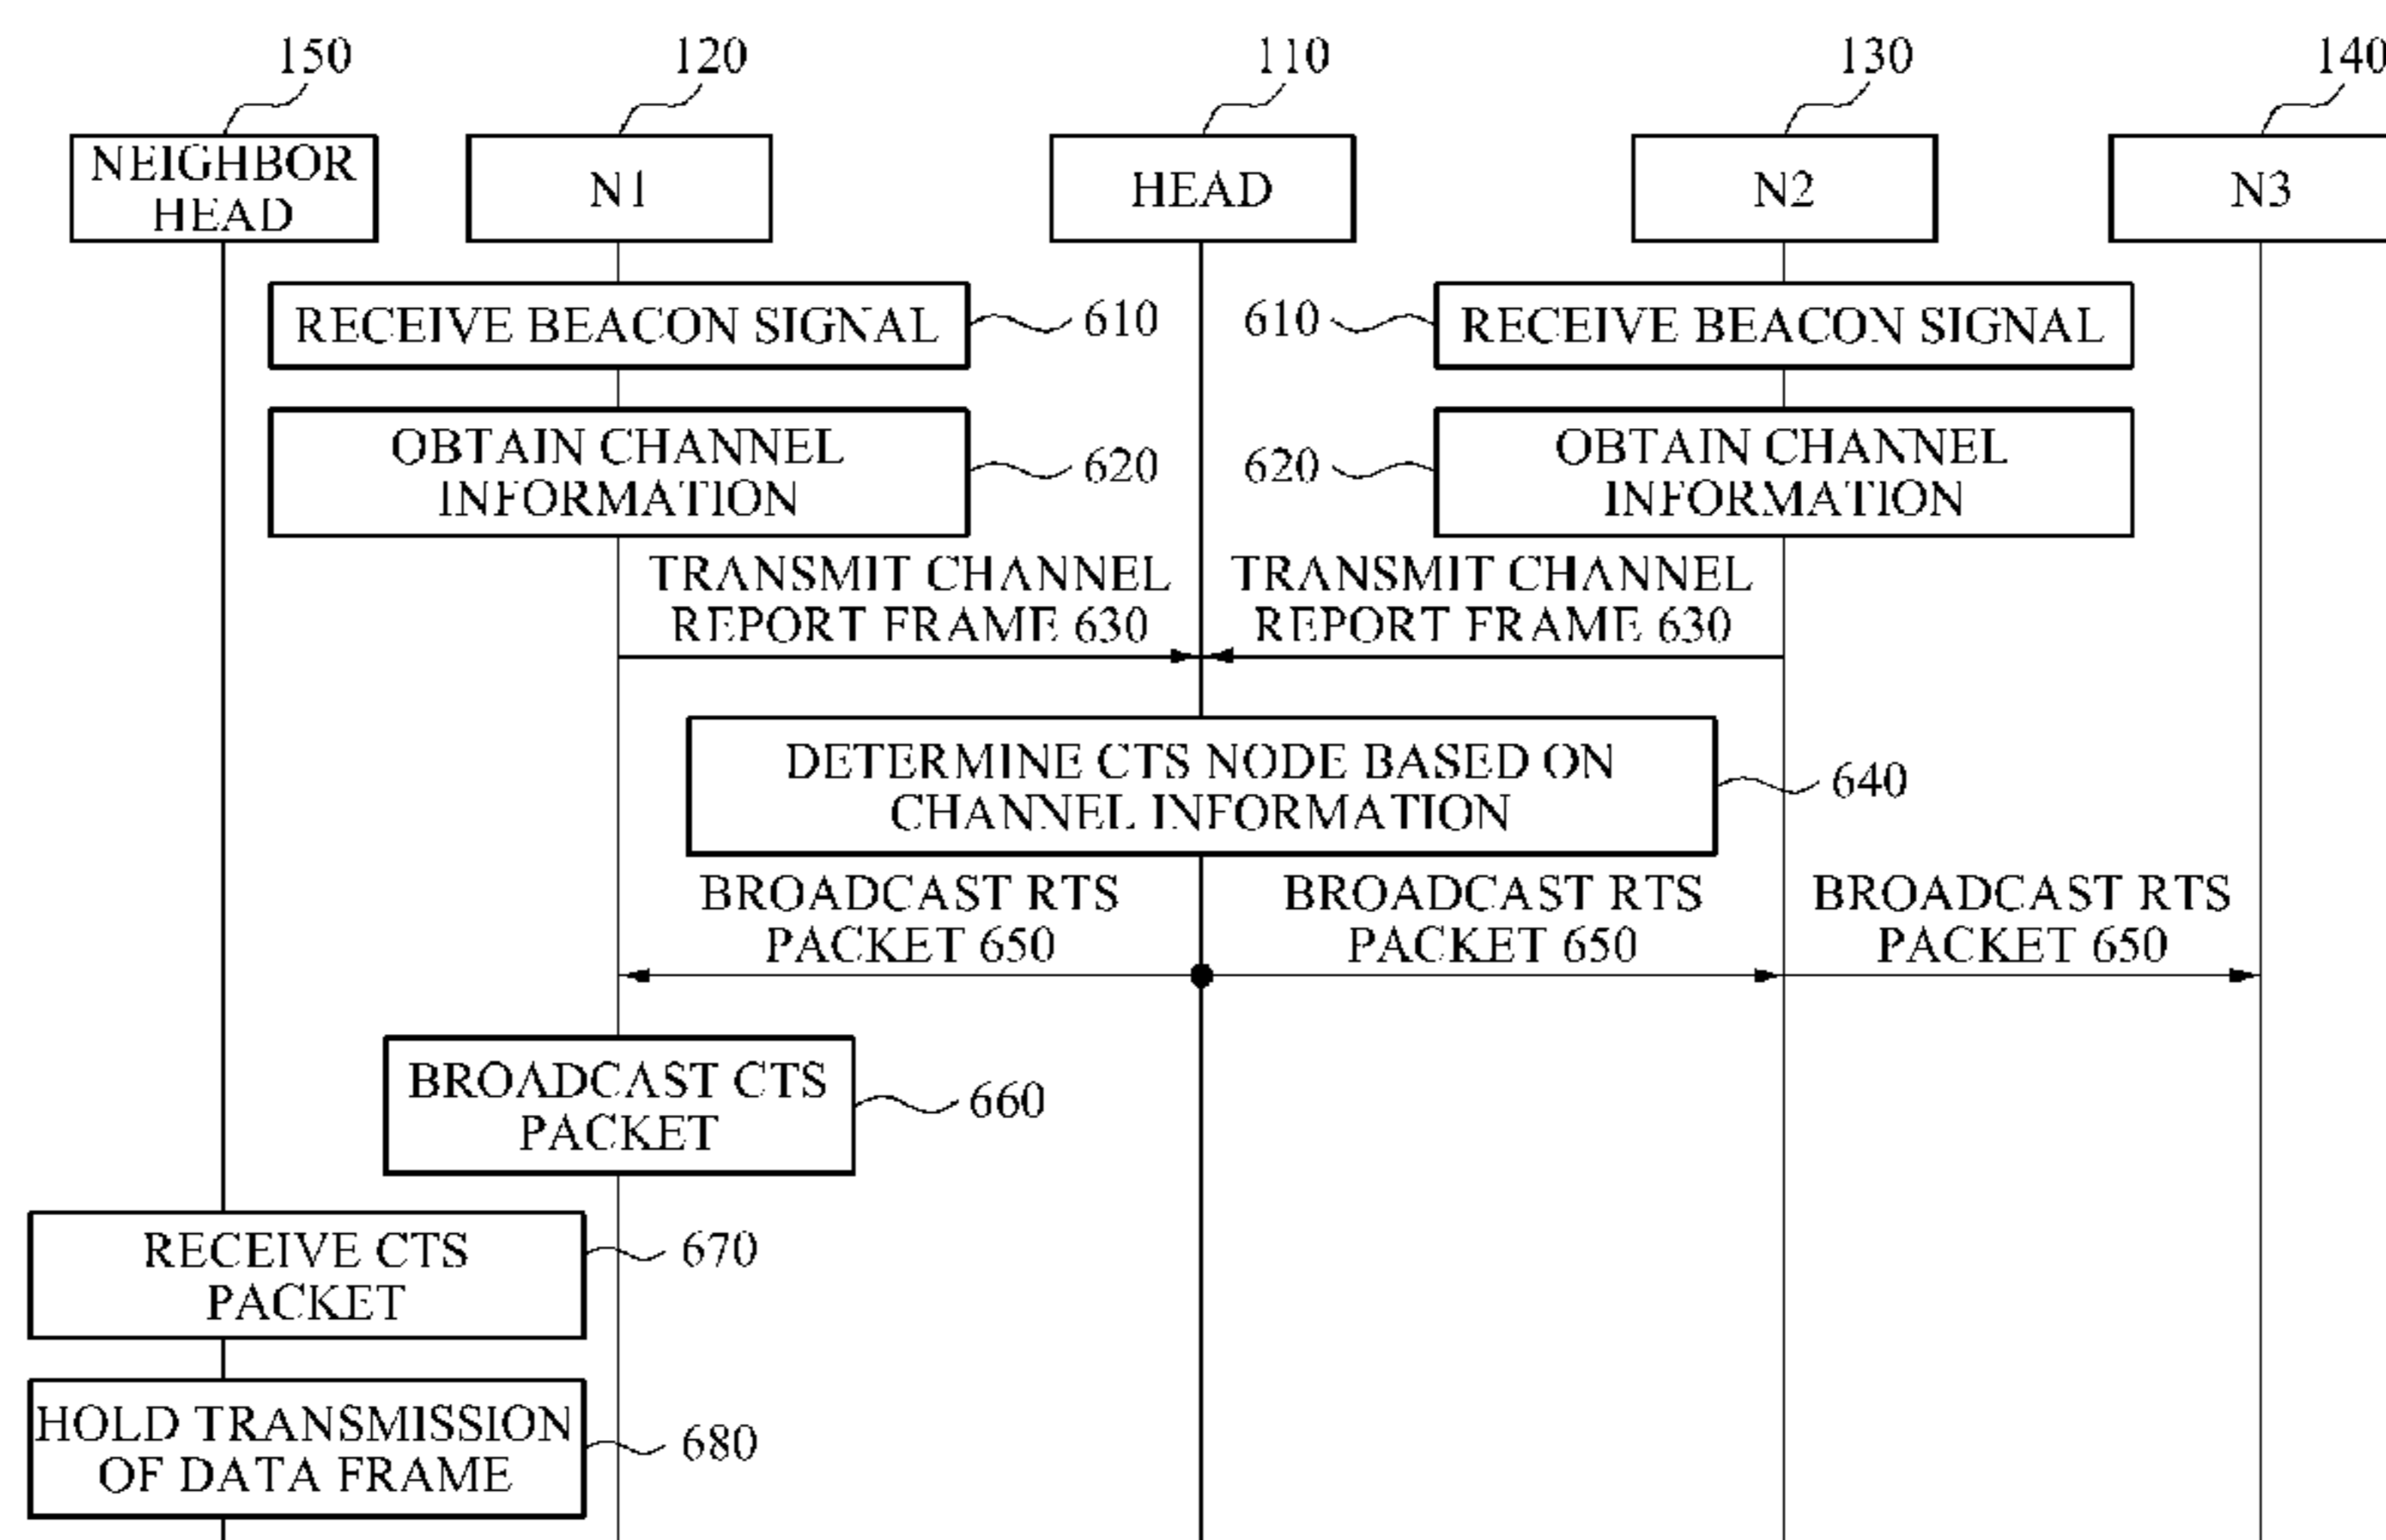 150
120
110
130
140
NEIGHBOR
HEAD
N1
HEAD
N2
N3
RECEIVE BEACON SIGNAL
610
610
RECEIVE BEACON SIGNAL
OBTAIN CHANNEL
INFORMATION
620
620
OBTAIN CHANNEL
INFORMATION
TRANSMIT CHANNEL
REPORT FRAME 630
TRANSMIT CHANNEL
REPORT FRAME 630
DETERMINE CTS NODE BASED ON
CHANNEL INFORMATION
640
BROADCAST RTS
PACKET 650
BROADCAST RTS
PACKET 650
BROADCAST RTS
PACKET 650
BROADCAST CTS
PACKET
660
RECEIVE CTS
PACKET
670
HOLD TRANSMISSION
OF DATA FRAME
680